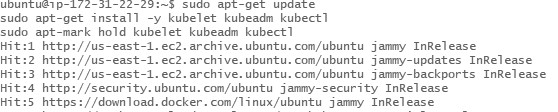 ubuntu@ip-172-31-22-29:~$ sudo apt-get update
sudo apt-get install -y kubelet kubeadm kubectl
sudo apt-mark hold kubelet kubeadm kubectl
Hit:1 http://us-east-1.ec2.archive.ubuntu.com/ubuntu jammy InRelease
Hit:2 http://us-east-1.ec2.archive.ubuntu.com/ubuntu jammy-updates InRelease
Hit:3 http://us-east-1.ec2.archive.ubuntu.com/ubuntu jammy-backports InRelease
Hit:4 http://security.ubuntu.com/ubuntu jammy-security InRelease
Hit:5 https://download.docker.com/linux/ubuntu jammy InRelease